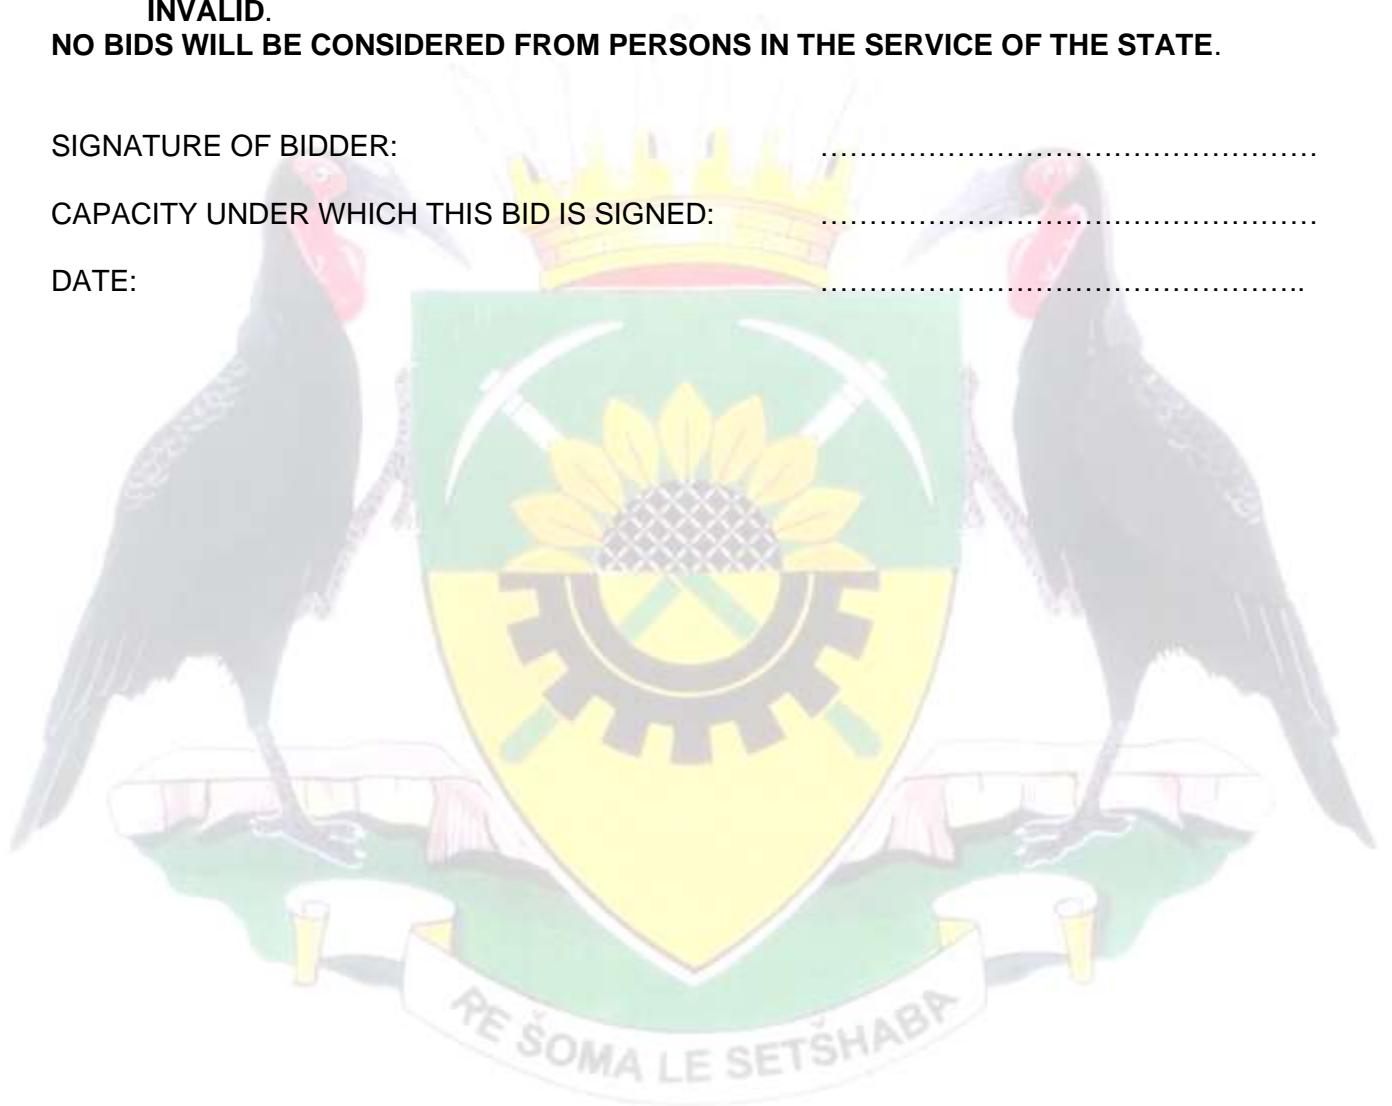 INVALID.
NO BIDS WILL BE CONSIDERED FROM PERSONS IN THE SERVICE OF THE STATE.
SIGNATURE OF BIDDER: ……………………………………………
CAPACITY UNDER WHICH THIS BID IS SIGNED: ……………………………………………
DATE: …………………………………………..
RE ŠOMA LE SETŠHABA